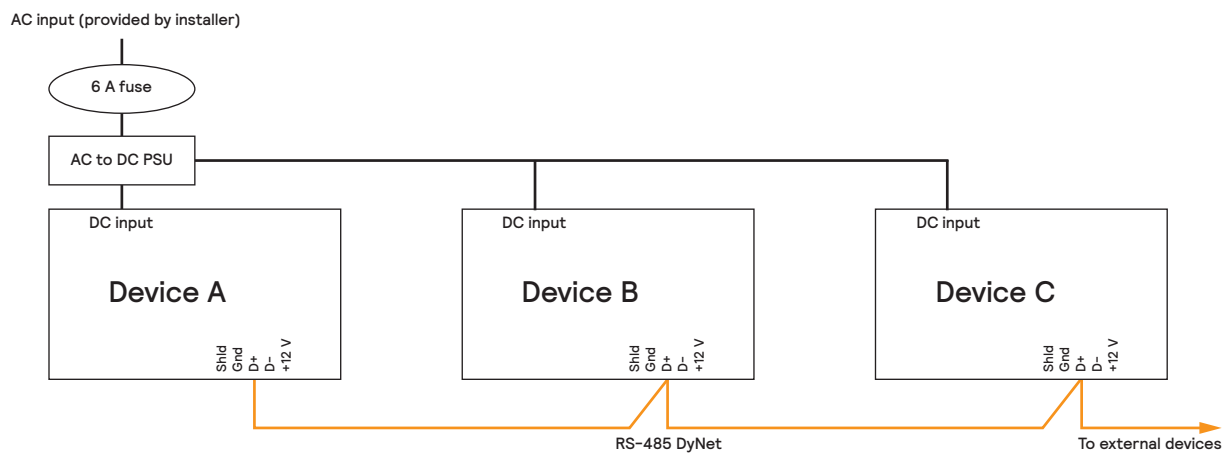 AC input (provided by installer)
6 A fuse
AC to DC PSU
DC input
DC input
DC input
Device A
Device B
Device C
Shld
Gnd
D+
D-
+12 V
Shld
Gnd
D+
D-
+12 V
Shld
Gnd
D+
D-
+12 V
RS-485 DyNet
To external devices